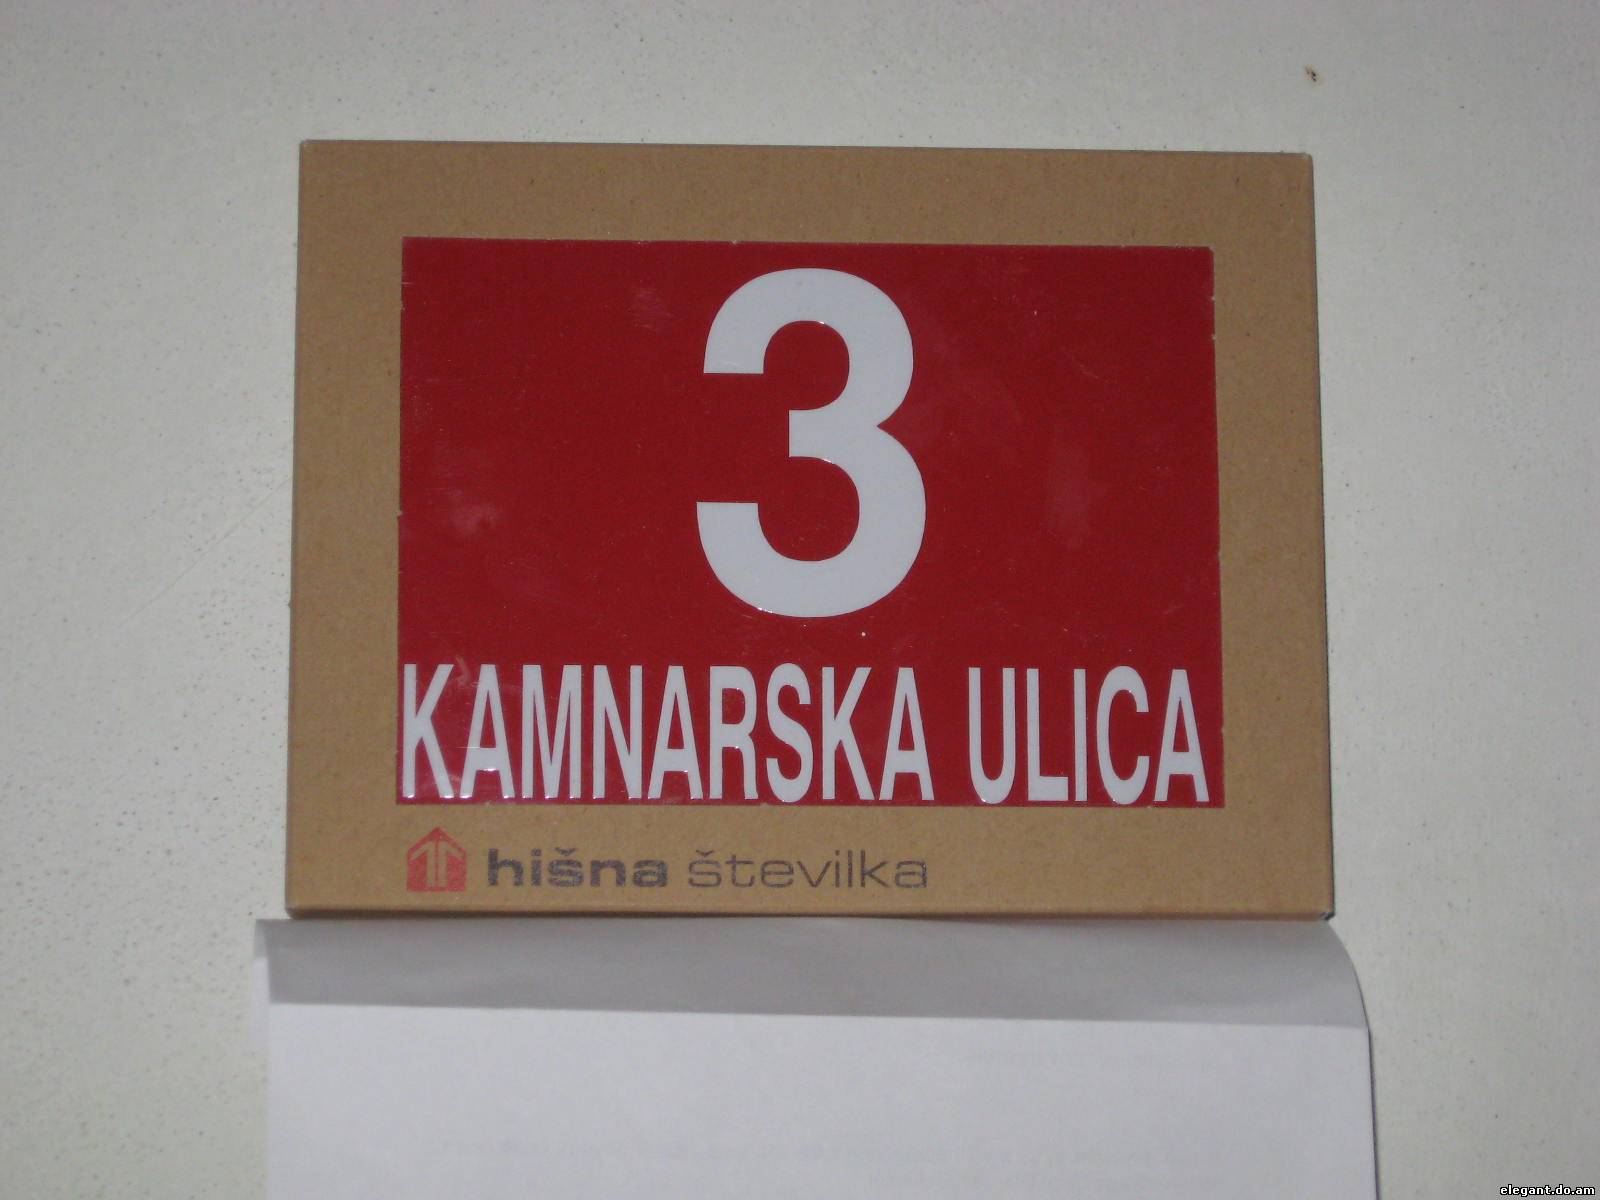 3
KAMNARSKA ULICA
hišna številka
elegant.do.am